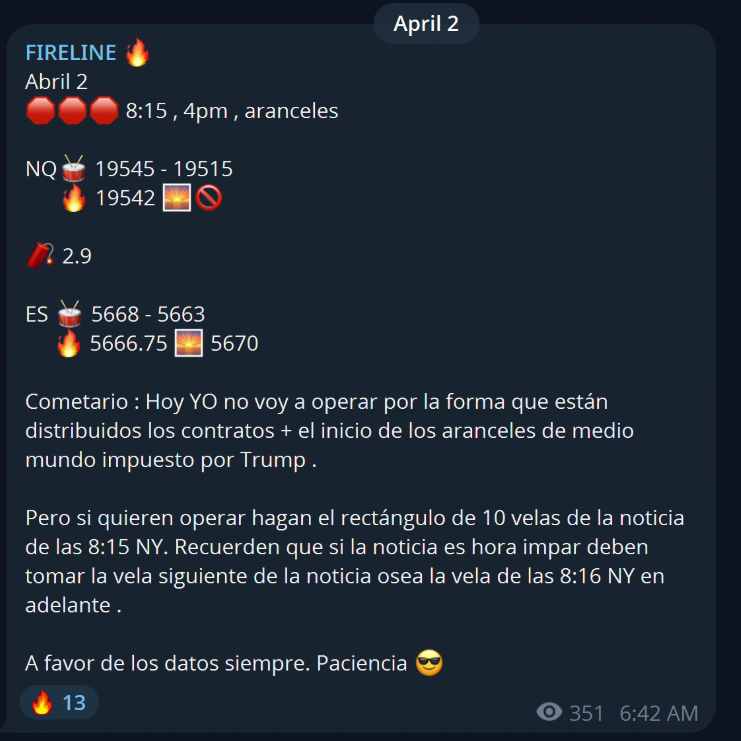 April 2
FIRELINE 🔥
Abril 2
🛑🛑🛑 8:15 , 4pm , aranceles
NQ🥁 19545 - 19515
🔥 19542 🌅🚫
🧨 2.9
ES 🥁 5668 - 5663
🔥 5666.75 🌅 5670
Cometario : Hoy YO no voy a operar por la forma que están
distribuidos los contratos + el inicio de los aranceles de medio
mundo impuesto por Trump .
Pero si quieren operar hagan el rectángulo de 10 velas de la noticia
de las 8:15 NY. Recuerden que si la noticia es hora impar deben
tomar la vela siguiente de la noticia osea la vela de las 8:16 NY en
adelante .
A favor de los datos siempre. Paciencia 😎
🔥 13
351 6:42 AM